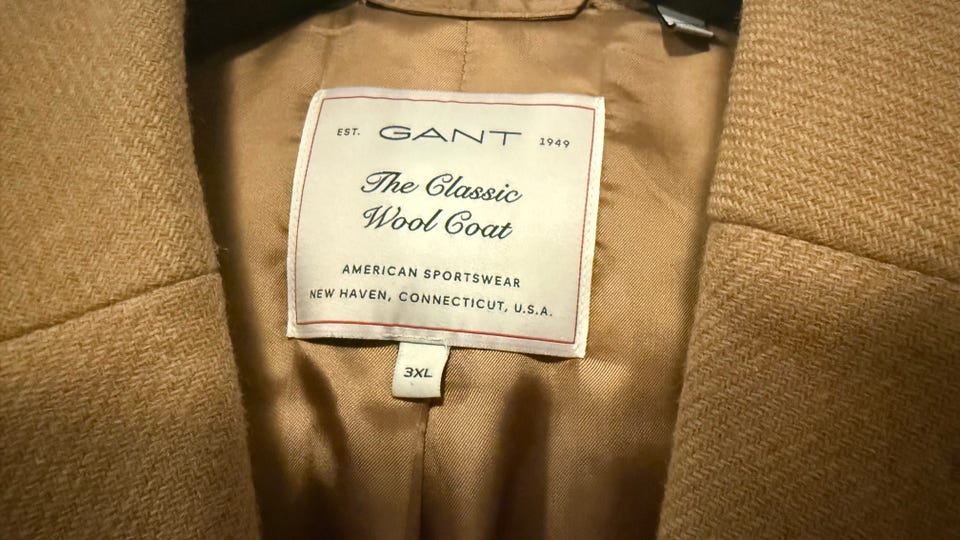 EST. GANT 1949
The Classic
Wool Coat
AMERICAN SPORTSWEAR
NEW HAVEN, CONNECTICUT, U.S.A.
3XL